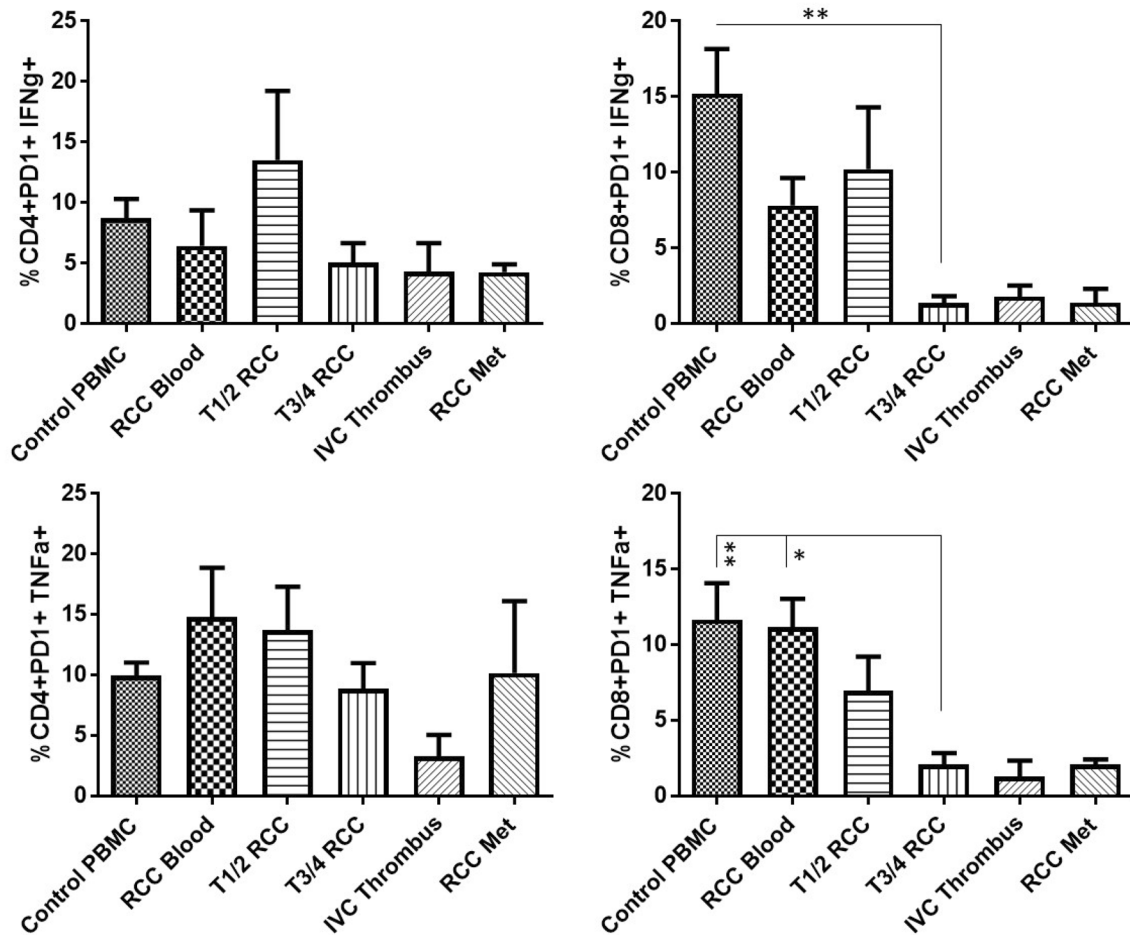 % CD4+PD1+ IFNg+
25
20
15
10
5
0
Control PBMC
RCC Blood
T1/2 RCC
T3/4 RCC
IVC Thrombus
RCC Met
% CD8+PD1+ IFNg+
20
15
10
5
0
**
Control PBMC
RCC Blood
T1/2 RCC
T3/4 RCC
IVC Thrombus
RCC Met
% CD4+PD1+ TNFa+
25
20
15
10
5
0
Control PBMC
RCC Blood
T1/2 RCC
T3/4 RCC
IVC Thrombus
RCC Met
% CD8+PD1+ TNFa+
20
15
10
5
0
**
*
Control PBMC
RCC Blood
T1/2 RCC
T3/4 RCC
IVC Thrombus
RCC Met